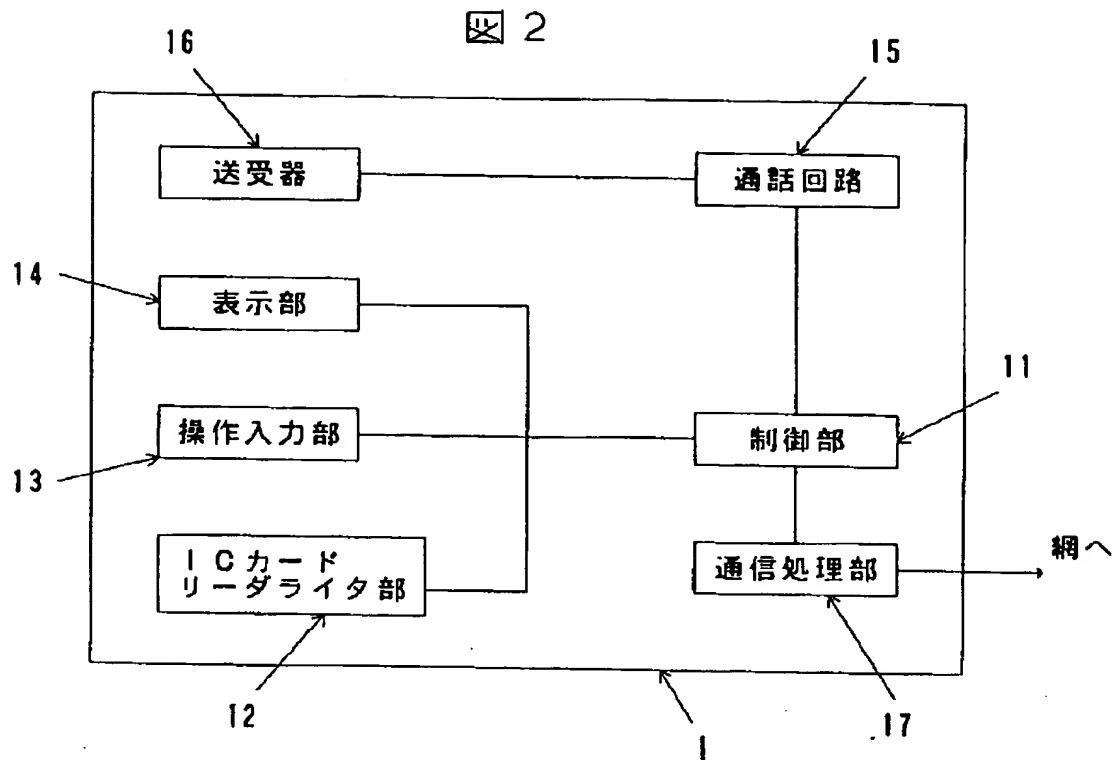 図2
16
15
送受器
通話回路
14
表示部
11
操作入力部
制御部
13
ICカード
リーダライタ部
通信処理部
網へ
12
17
1